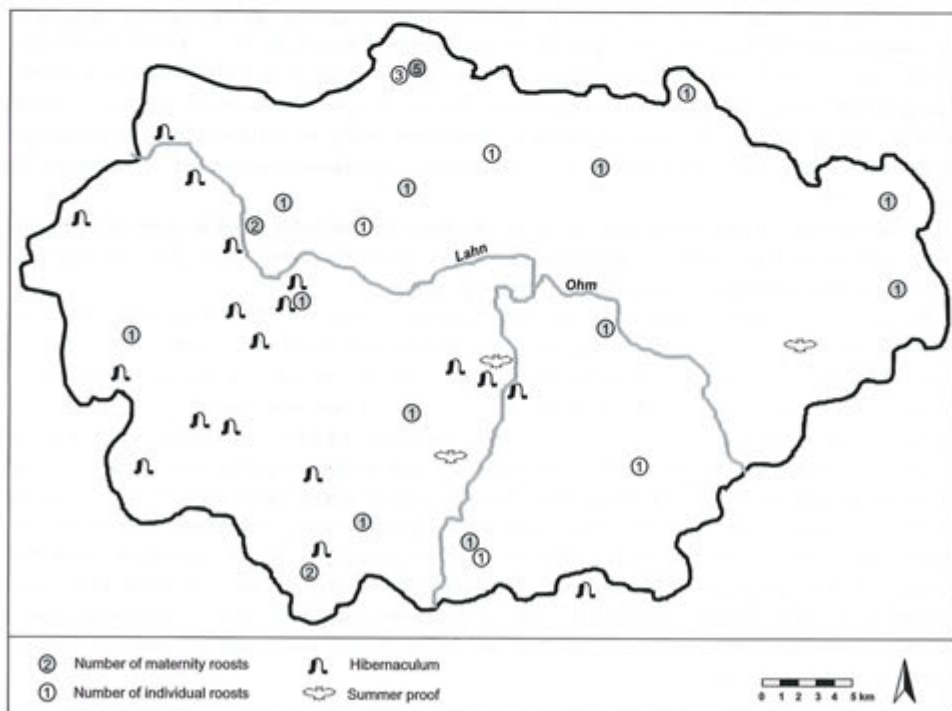 ③ ⑤
①
①
①
①
①
①
②
①
Lahn
Ohm
①
①
①
①
①
①
①
①
①
②
② Number of maternity roosts
Hibernaculum
① Number of individual roosts
Summer proof
0 1 2 3 4 5 km